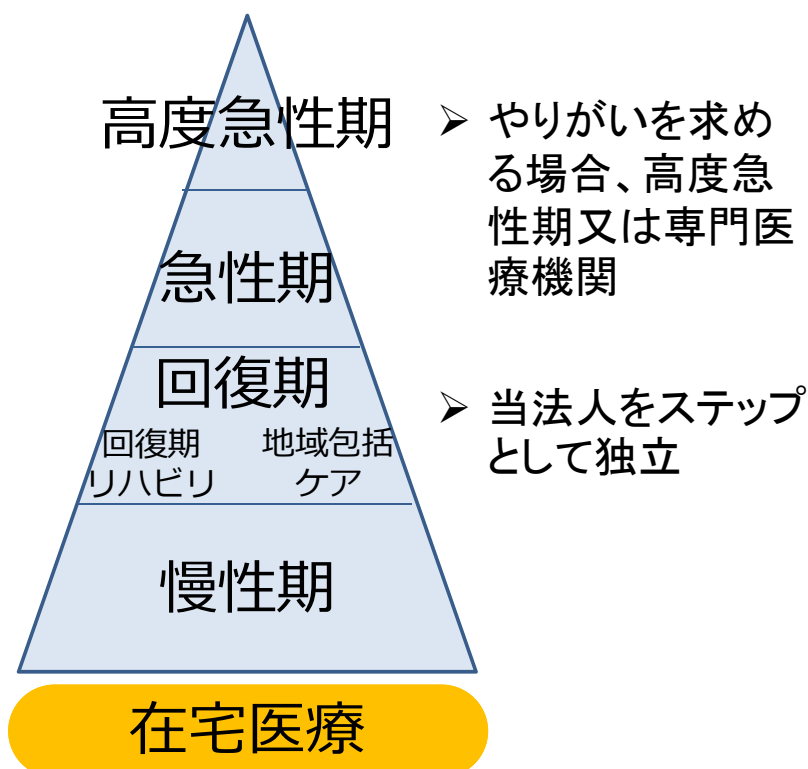 高度急性期
急性期
回復期
回復期 地域包括
リハビリ ケア
慢性期
在宅医療
➢ やりがいを求め
る場合、高度急
性期又は専門医
療機関
➢ 当法人をステップ
として独立